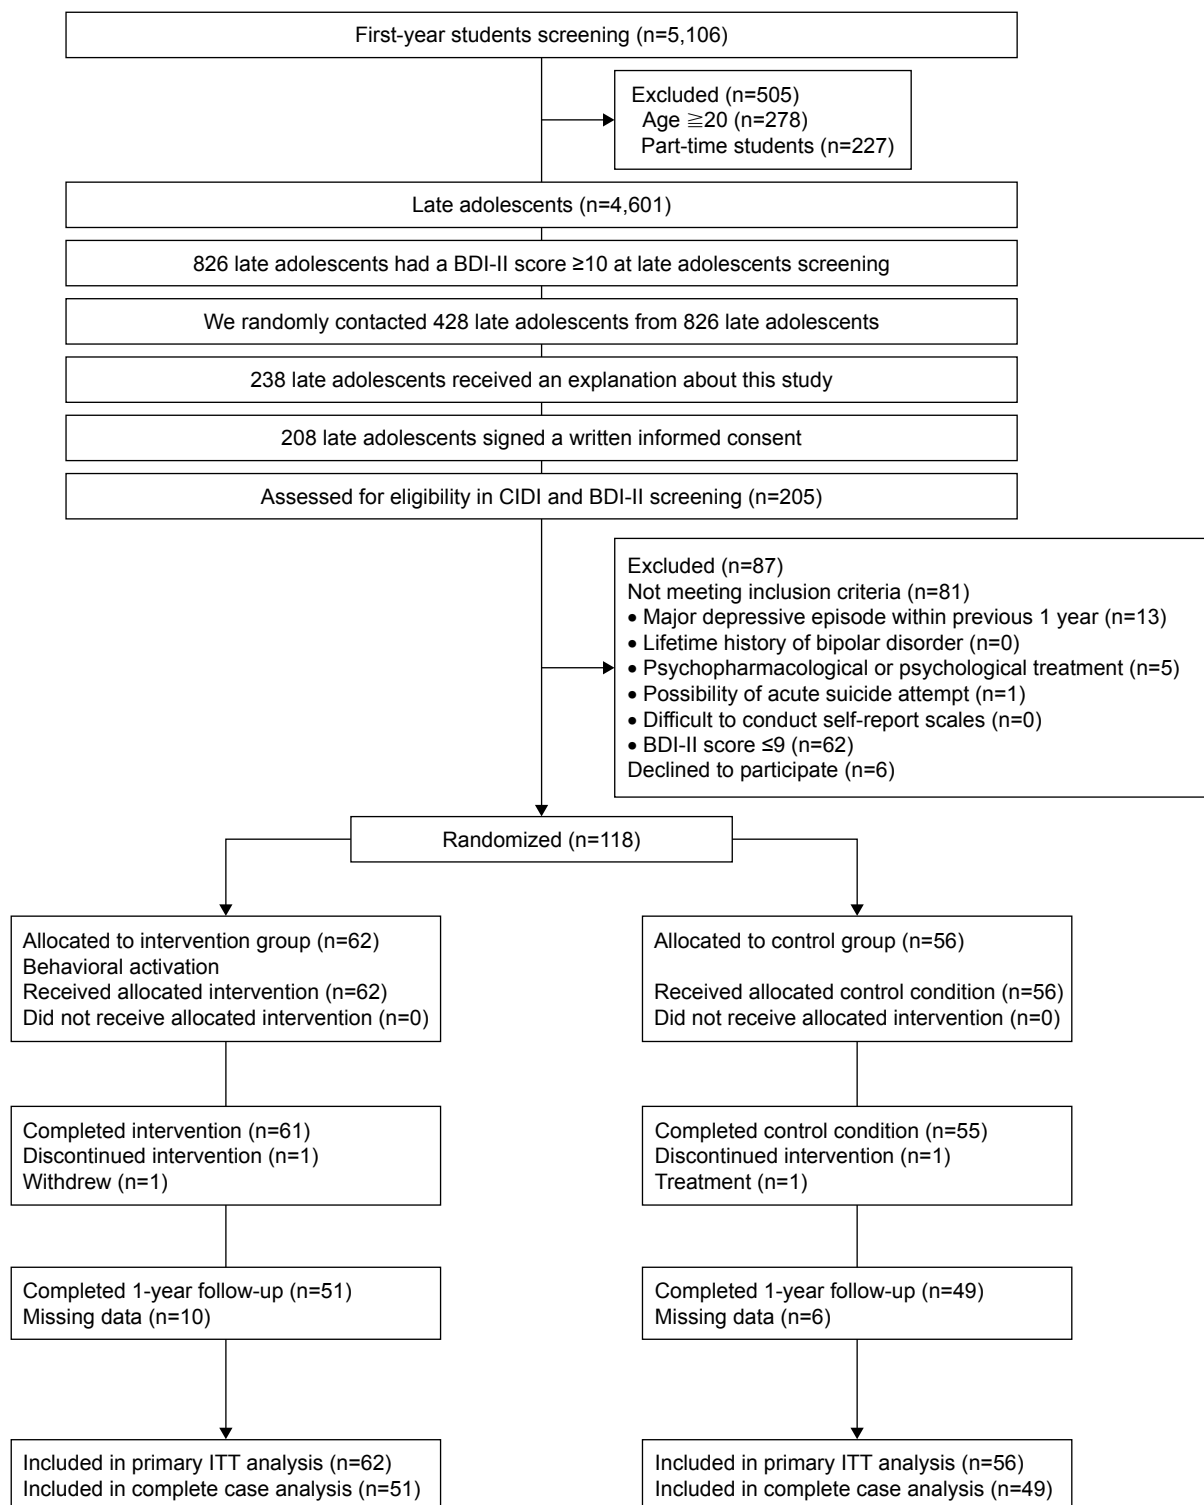 First-year students screening (n=5,106)
Excluded (n=505)
Age ≧20 (n=278)
Part-time students (n=227)
Late adolescents (n=4,601)
826 late adolescents had a BDI-II score ≥10 at late adolescents screening
We randomly contacted 428 late adolescents from 826 late adolescents
238 late adolescents received an explanation about this study
208 late adolescents signed a written informed consent
Assessed for eligibility in CIDI and BDI-II screening (n=205)
Excluded (n=87)
Not meeting inclusion criteria (n=81)
• Major depressive episode within previous 1 year (n=13)
• Lifetime history of bipolar disorder (n=0)
• Psychopharmacological or psychological treatment (n=5)
• Possibility of acute suicide attempt (n=1)
• Difficult to conduct self-report scales (n=0)
• BDI-II score ≤9 (n=62)
Declined to participate (n=6)
Randomized (n=118)
Allocated to intervention group (n=62)
Behavioral activation
Received allocated intervention (n=62)
Did not receive allocated intervention (n=0)
Allocated to control group (n=56)
Received allocated control condition (n=56)
Did not receive allocated intervention (n=0)
Completed intervention (n=61)
Discontinued intervention (n=1)
Withdrew (n=1)
Completed control condition (n=55)
Discontinued intervention (n=1)
Treatment (n=1)
Completed 1-year follow-up (n=51)
Missing data (n=10)
Completed 1-year follow-up (n=49)
Missing data (n=6)
Included in primary ITT analysis (n=62)
Included in complete case analysis (n=51)
Included in primary ITT analysis (n=56)
Included in complete case analysis (n=49)